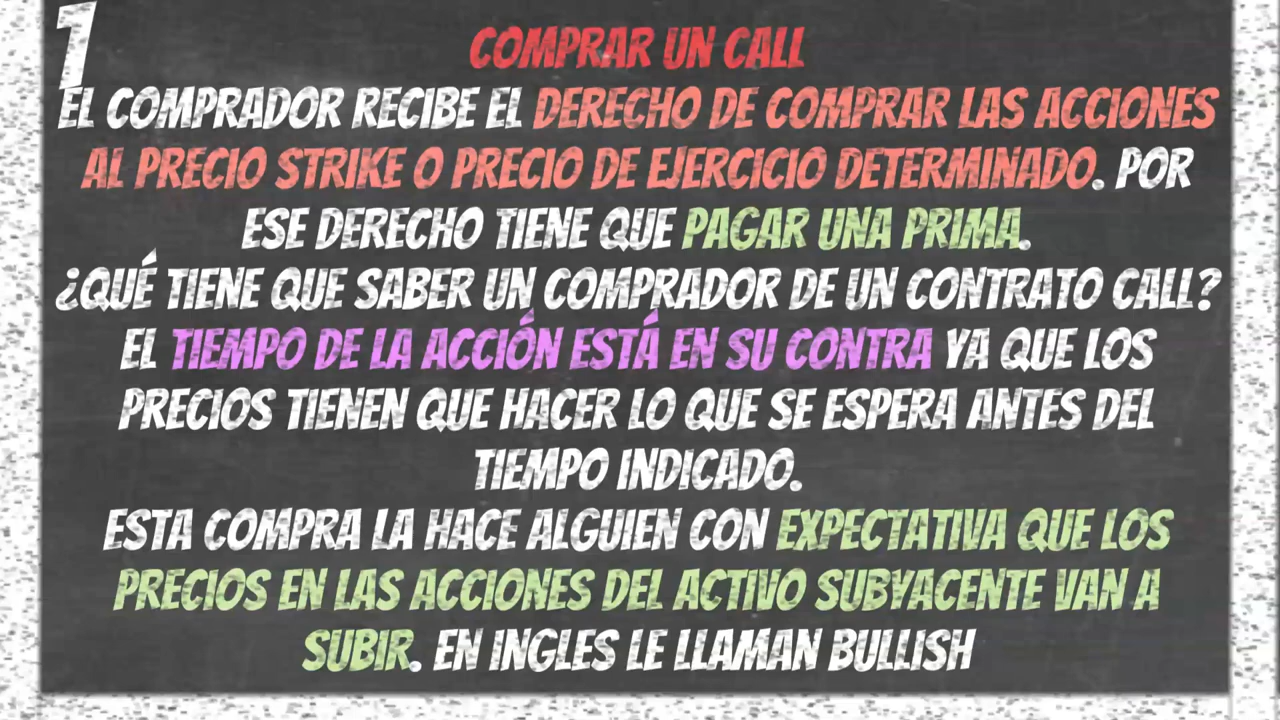 1
COMPRAR UN CALL
EL COMPRADOR RECIBE EL DERECHO DE COMPRAR LAS ACCIONES
AL PRECIO STRIKE O PRECIO DE EJERCICIO DETERMINADO. POR
ESE DERECHO TIENE QUE PAGAR UNA PRIMA.
¿QUÉ TIENE QUE SABER UN COMPRADOR DE UN CONTRATO CALL?
EL TIEMPO DE LA ACCIÓN ESTÁ EN SU CONTRA YA QUE LOS
PRECIOS TIENEN QUE HACER LO QUE SE ESPERA ANTES DEL
TIEMPO INDICADO.
ESTA COMPRA LA HACE ALGUIEN CON EXPECTATIVA QUE LOS
PRECIOS EN LAS ACCIONES DEL ACTIVO SUBYACENTE VAN A
SUBIR. EN INGLES LE LLAMAN BULLISH